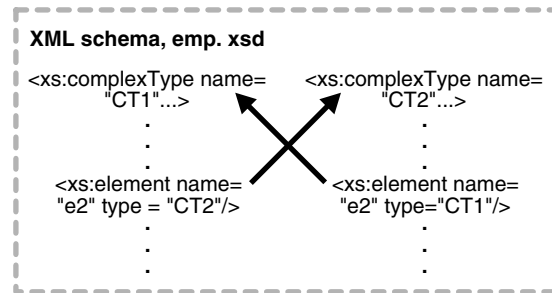 XML schema, emp. xsd
<xs:complexType name=
"CT1"...>
.
.
.
<xs:element name=
"e2" type = "CT2"/>
.
.
.
<xs:complexType name=
"CT2"...>
.
.
.
<xs:element name=
"e2" type="CT1"/>
.
.
.